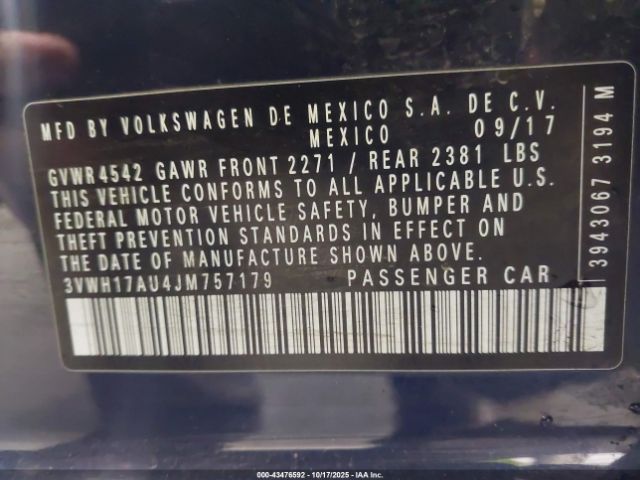 MFD BY VOLKSWAGEN DE MEXICO S.A. DE C.V.
MEXICO 09/17
GVWR 4542 GAWR FRONT 2271 / REAR 2381 LBS
THIS VEHICLE CONFORMS TO ALL APPLICABLE U.S.
FEDERAL MOTOR VEHICLE SAFETY, BUMPER AND
THEFT PREVENTION STANDARDS IN EFFECT ON
THE DATE OF MANUFACTURE SHOWN ABOVE.
3VWH17AU4JM757179 PASSENGER CAR
3943067 3194 M
000-43476592 - 10/17/2025 - IAA Inc.